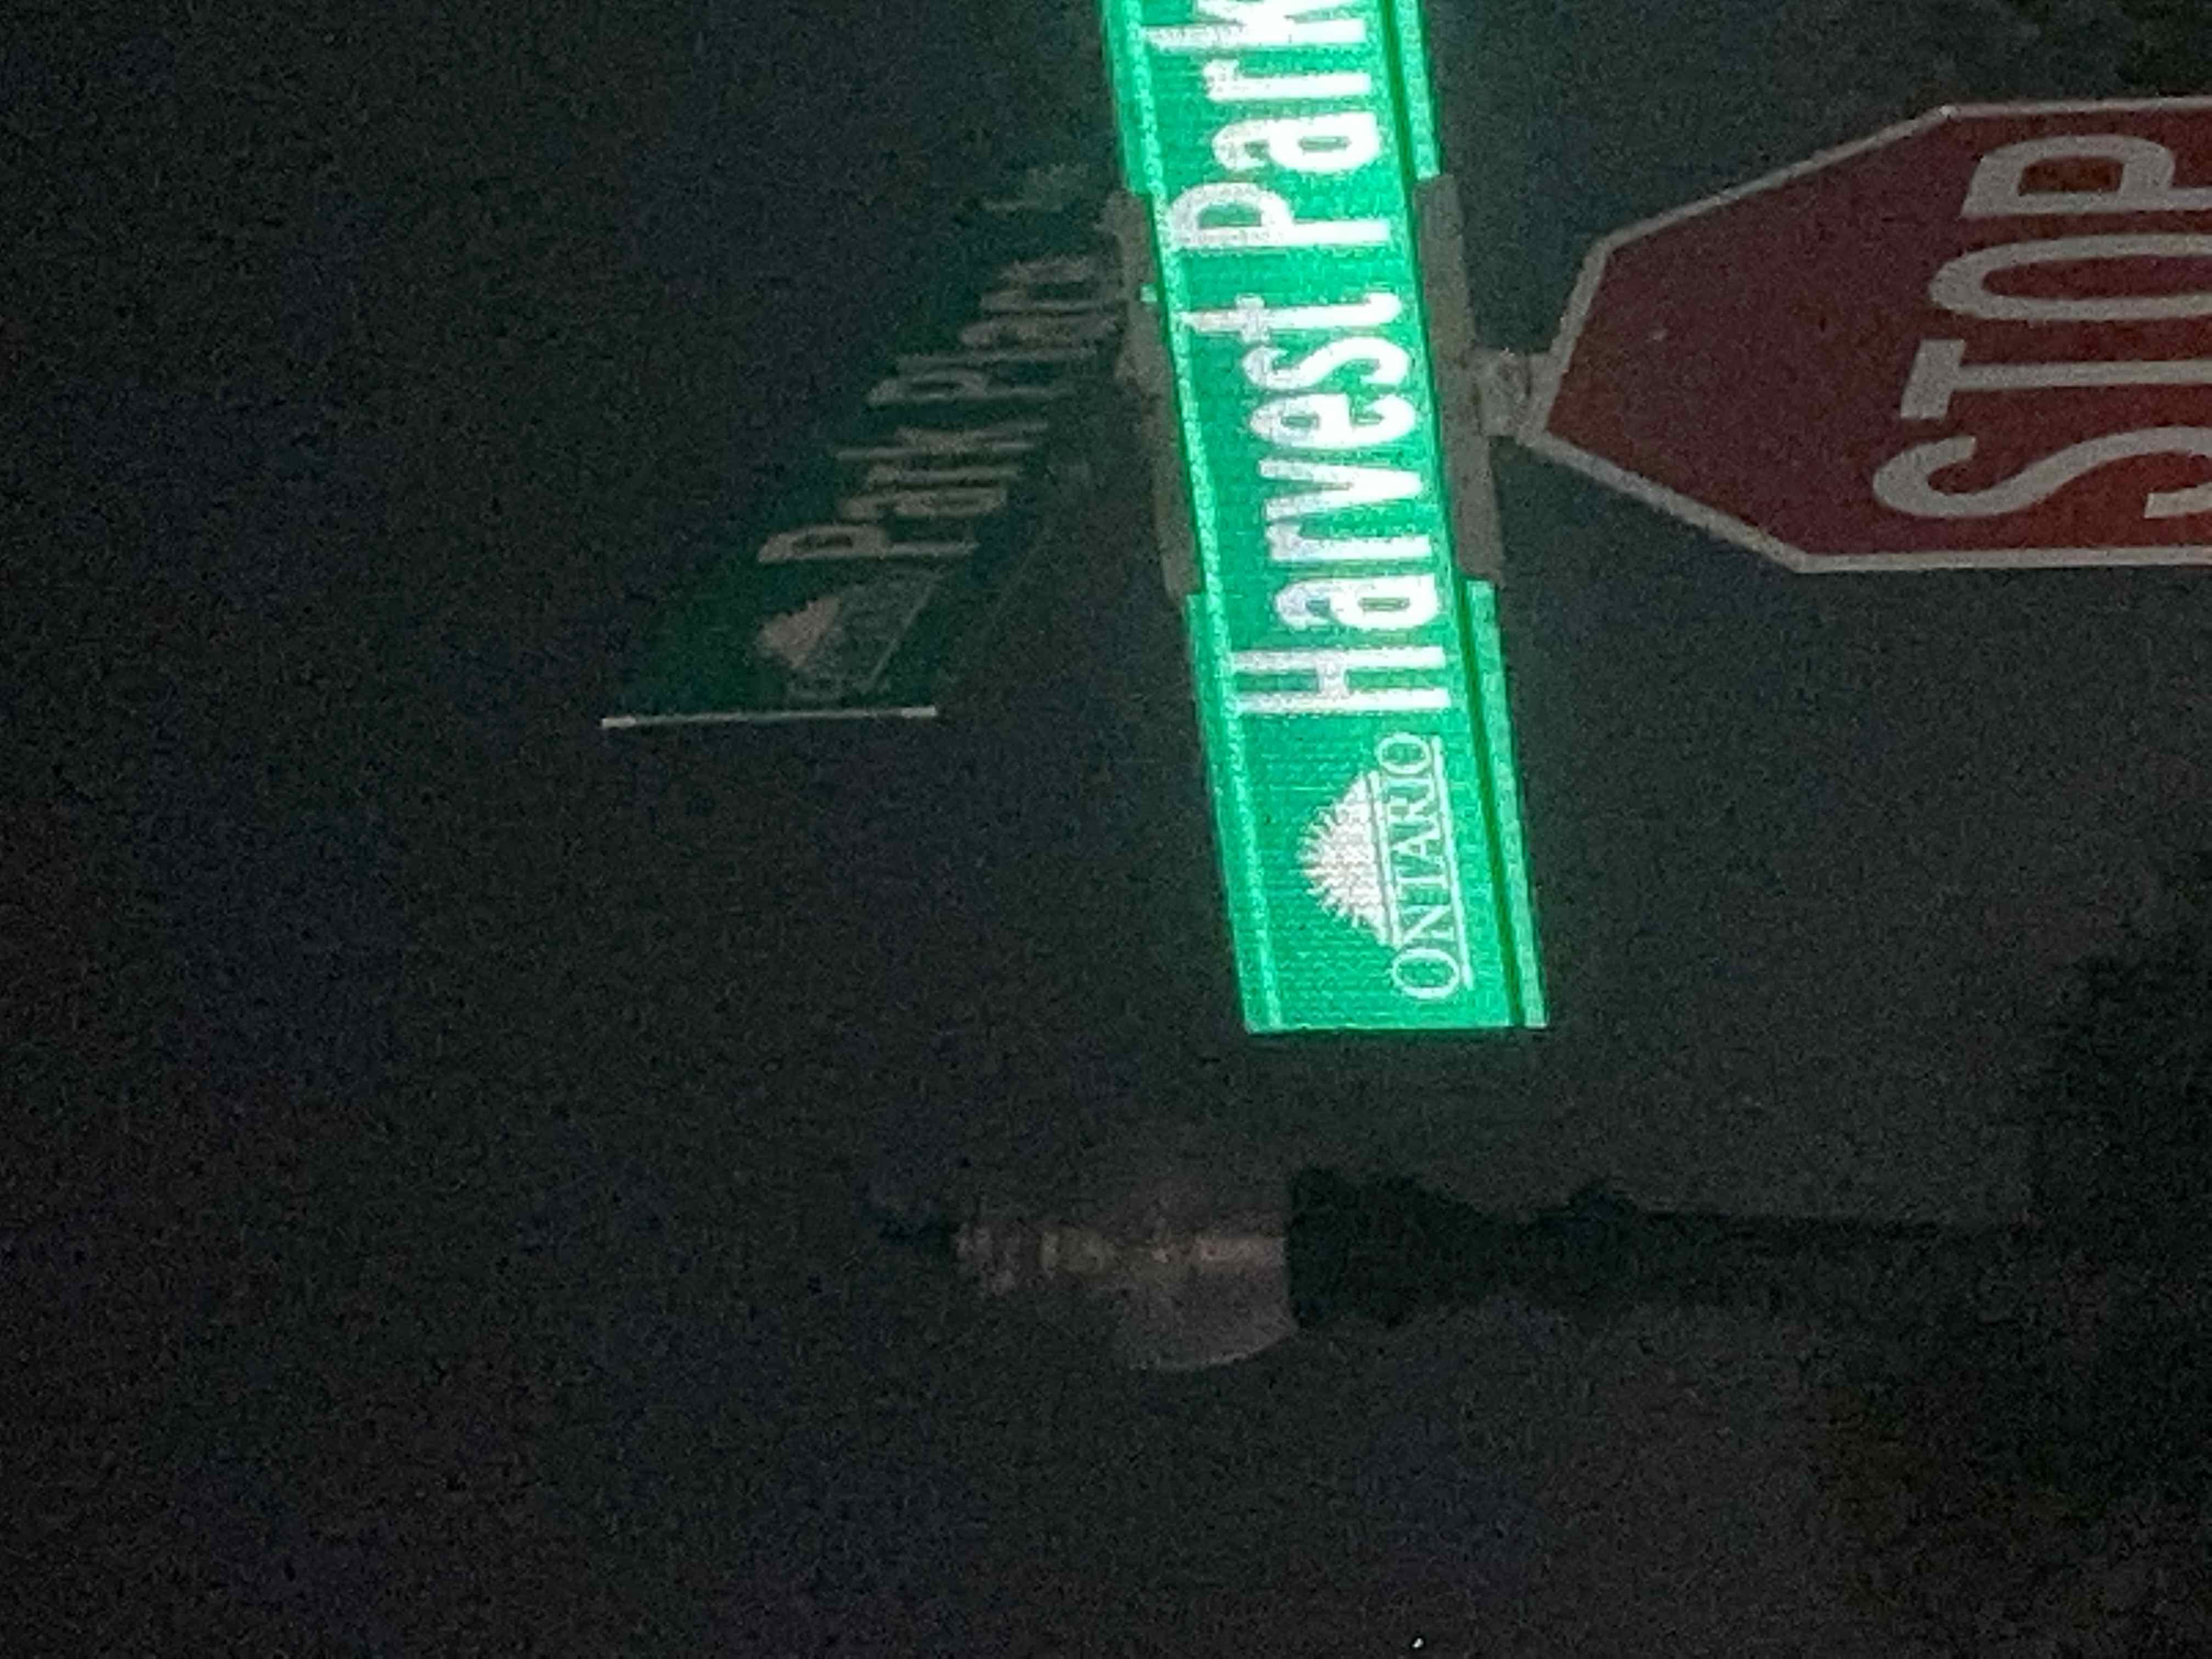 Park Place
Harvest Park
ONTARIO
STOP